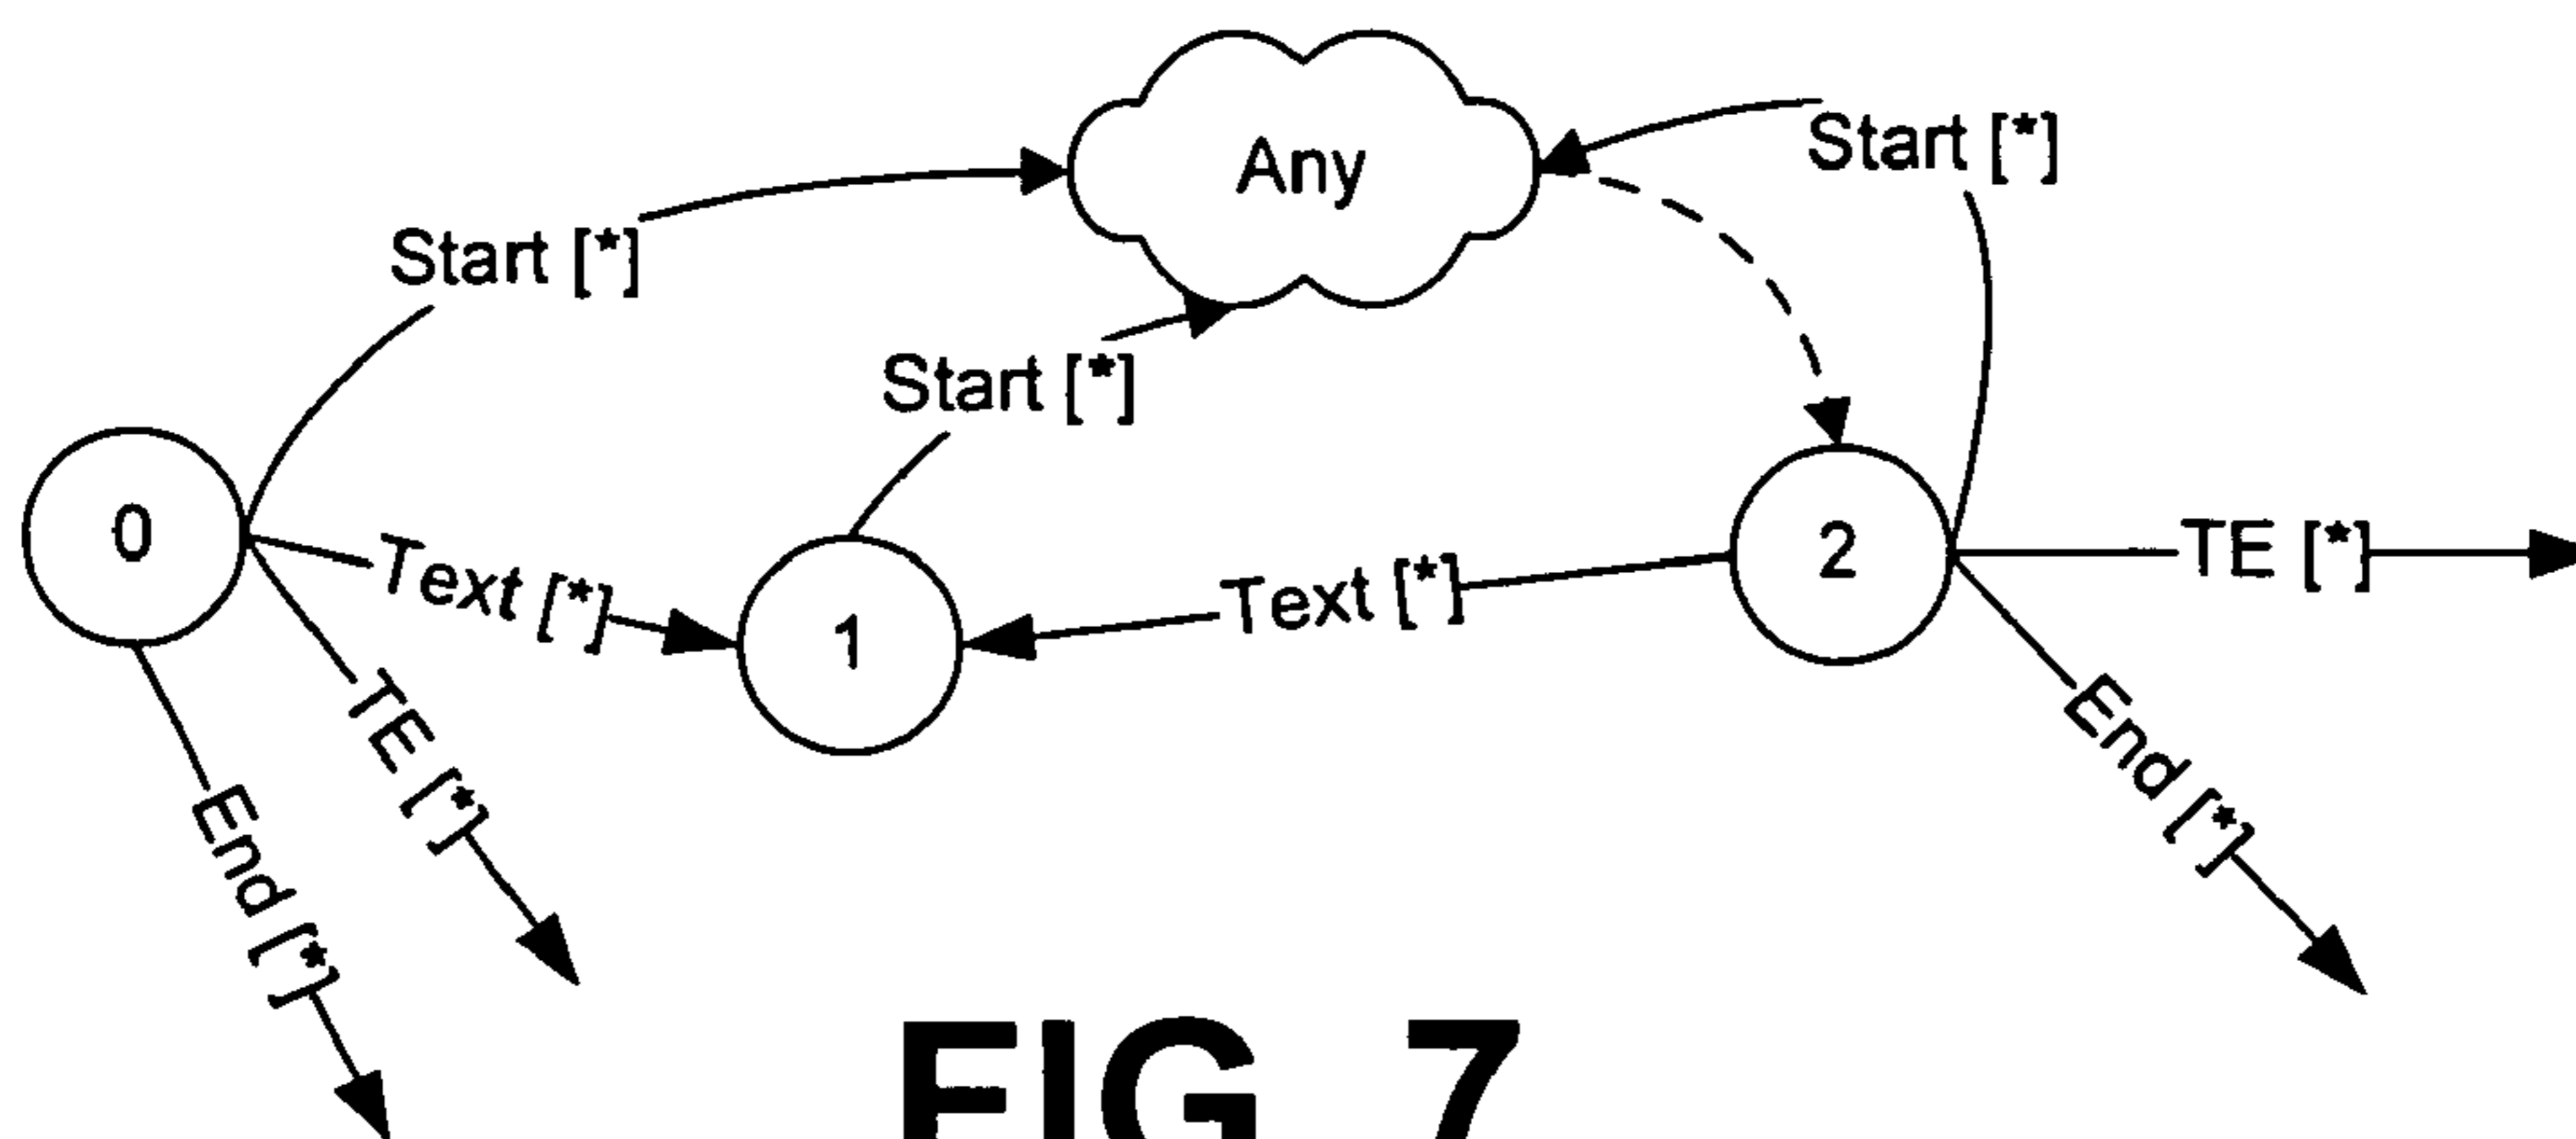 Any
Start [*]
Start [*]
Start [*]
0
Text [*]
1
Text [*]
2
TE [*]
TE [*]
End [*]
End [*]
FIG. 7